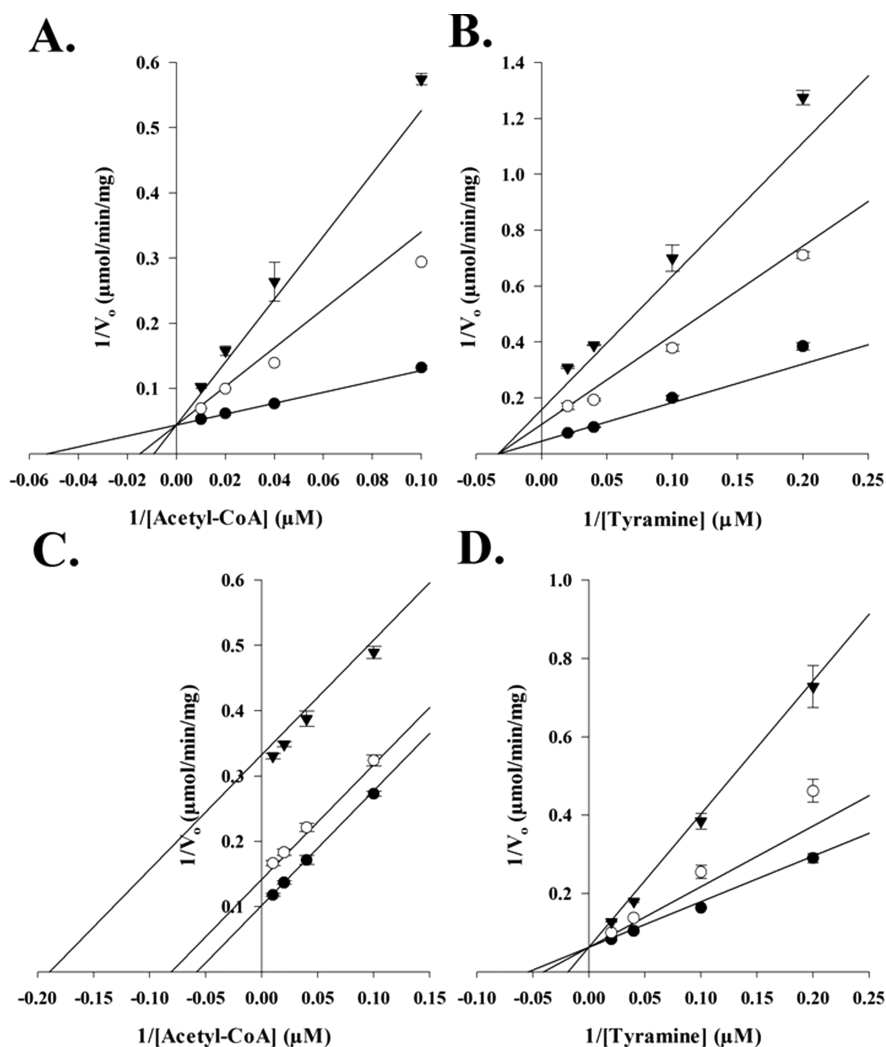 A.
0.6
0.5
0.3
0.2
0.1
1/Vo (µmol/min/mg)
-0.06 -0.04 -0.02 0.00 0.02 0.04 0.06 0.08 0.10
1/[Acetyl-CoA] (µM)
B.
1.4
1.2
1.0
0.8
0.6
0.4
0.2
1/Vo (µmol/min/mg)
-0.05 0.00 0.05 0.10 0.15 0.20 0.25
1/[Tyramine] (µM)
C.
0.6
0.5
0.4
0.3
0.2
0.1
1/Vo (µmol/min/mg)
-0.20 -0.15 -0.10 -0.05 0.00 0.05 0.10 0.15
1/[Acetyl-CoA] (µM)
D.
1.0
0.8
0.6
0.4
0.2
1/Vo (µmol/min/mg)
-0.10 -0.05 0.00 0.05 0.10 0.15 0.20 0.25
1/[Tyramine] (µM)